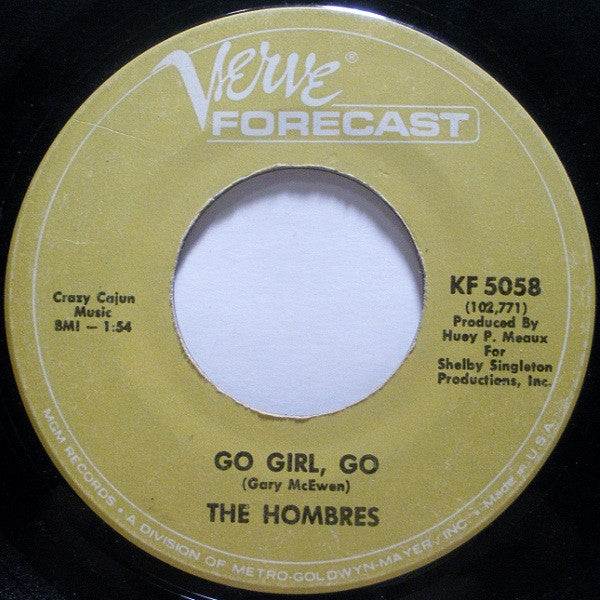 Verve®
FORECAST
Crazy Cajun
Music
BMI — 1:54
KF 5058
(102,771)
Produced By
Huey P. Meaux
For
Shelby Singleton
Productions, Inc.
GO GIRL, GO
(Gary McEwen)
THE HOMBRES
MGM RECORDS • A DIVISION OF METRO-GOLDWYN-MAYER, INC. • Made in U.S.A.